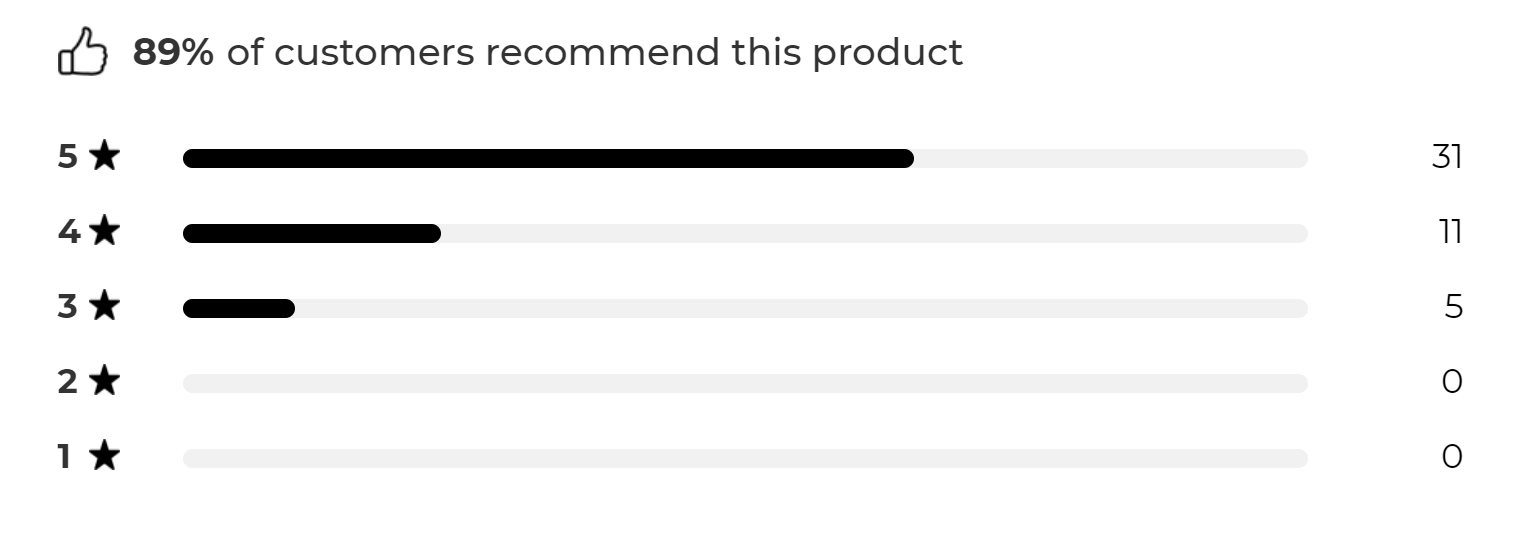 89% of customers recommend this product
5 ★ 31
4 ★ 11
3 ★ 5
2 ★ 0
1 ★ 0